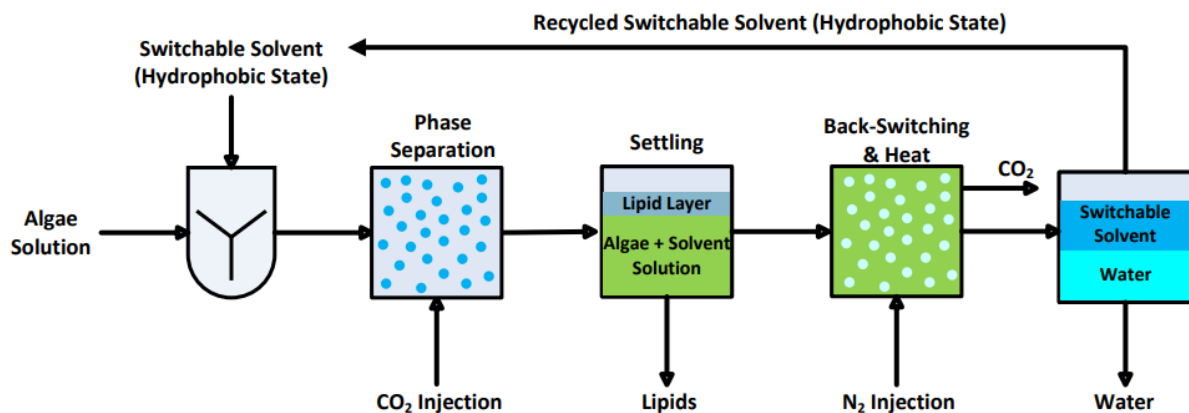 Recycled Switchable Solvent (Hydrophobic State)
Switchable Solvent
(Hydrophobic State)
Phase
Separation
Settling
Back-Switching
& Heat
CO₂
Algae
Solution
Lipid Layer
Algae + Solvent
Solution
Switchable
Solvent
Water
CO₂ Injection
Lipids
N₂ Injection
Water